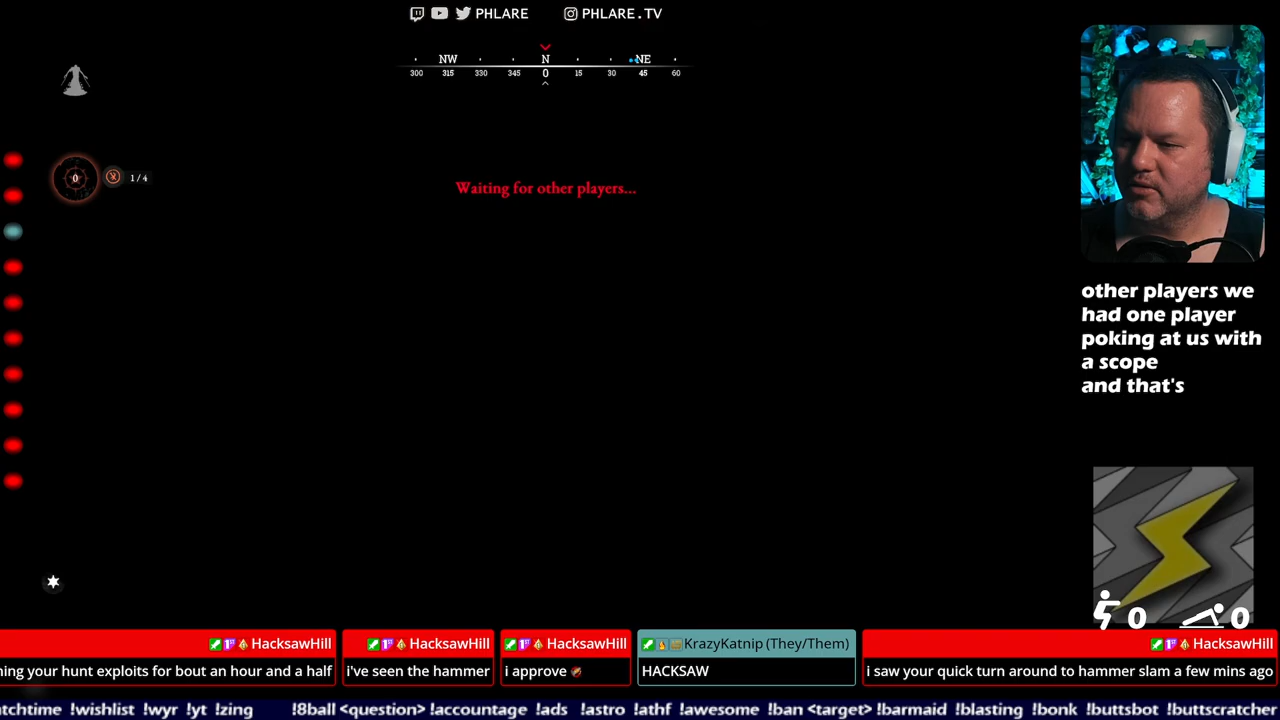 PHLARE PHLARE.TV
NW N NE
300 315 330 345 0 15 30 45 60
0 1/4
Waiting for other players...
other players we
had one player
poking at us with
a scope
and that's
0 0
HacksawHill HacksawHill HacksawHill KrazyKatnip (They/Them) HacksawHill
your hunt exploits for bout an hour and a half i've seen the hammer i approve HACKSAW i saw your quick turn around to hammer slam a few mins ago
!wishlist !wyr !yt !zing !8ball <question> !accountage !ads !astro !athf !awesome !ban <target> !barmaid !blasting !bonk !buttsbot !buttscratcher